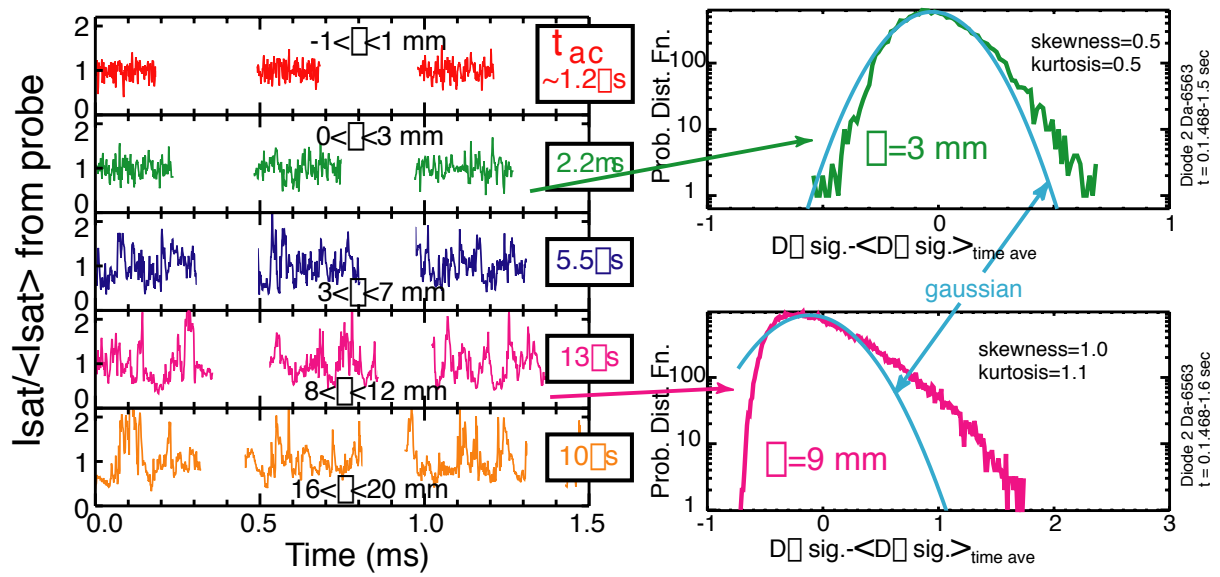 Isat/<Isat> from probe
2
1
0
-1<□<1 mm
t ac
~1.2□s
2
1
0
0<□<3 mm
2.2ms
2
1
0
3<□<7 mm
5.5□s
2
1
0
8<□<12 mm
13□s
2
1
0
16<□<20 mm
10□s
0.0
0.5
1.0
1.5
Time (ms)
Prob. Dist. Fn.
100
10
1
skewness=0.5
kurtosis=0.5
□=3 mm
-1
0
1
D□ sig.-<D□ sig.>time ave
Diode 2 Da-6563
t = 0.1.468-1.5 sec
gaussian
Prob. Dist. Fn.
100
10
1
skewness=1.0
kurtosis=1.1
□=9 mm
-1
0
1
2
3
D□ sig.-<D□ sig.>time ave
Diode 2 Da-6563
t = 0.1.468-1.6 sec